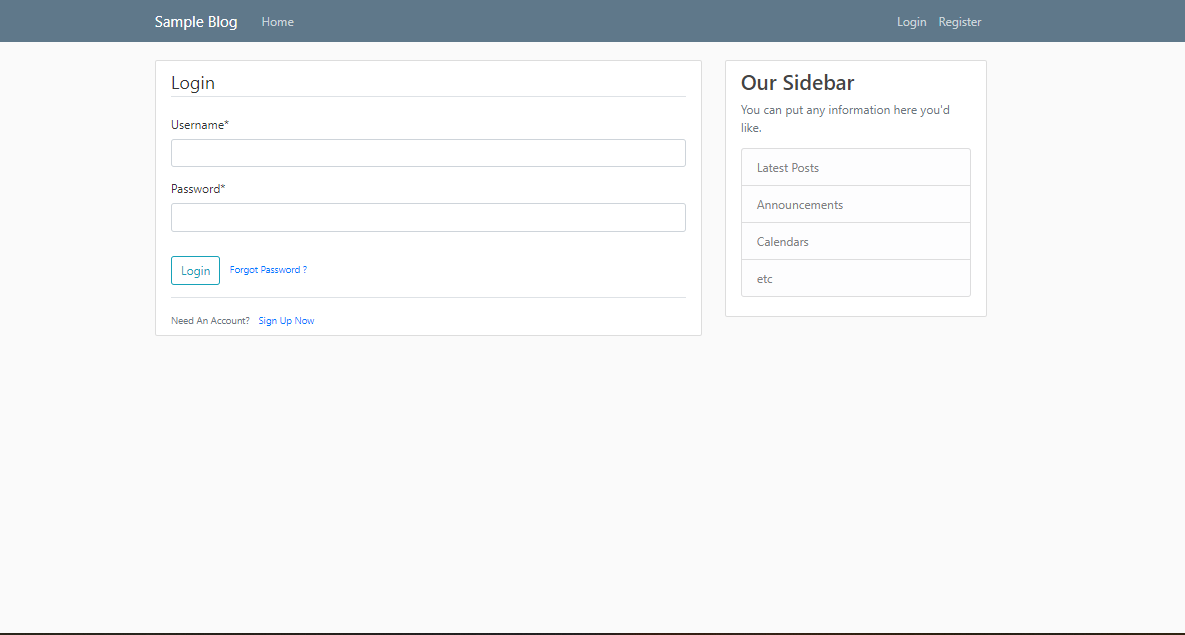 Sample Blog Home Login Register
Login
Username*
Password*
Login Forgot Password ?
Need An Account? Sign Up Now
Our Sidebar
You can put any information here you'd
like.
Latest Posts
Announcements
Calendars
etc